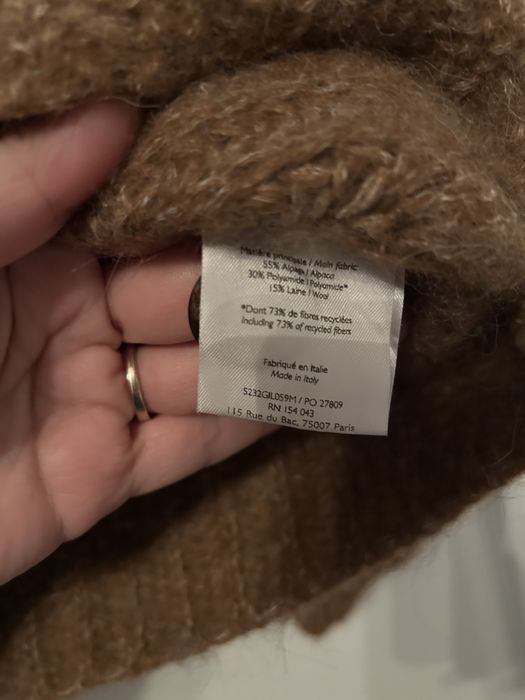 Matière principale / Main fabric:
55% Alpaga / Alpaca
30% Polyamide / Polyamide*
15% Laine / Wool
*Dont 73% de fibres recyclées
including 73% of recycled fibers
Fabriqué en Italie
Made in Italy
S232GIL059M / PO 27809
RN 154 043
115 Rue du Bac, 75007 Paris